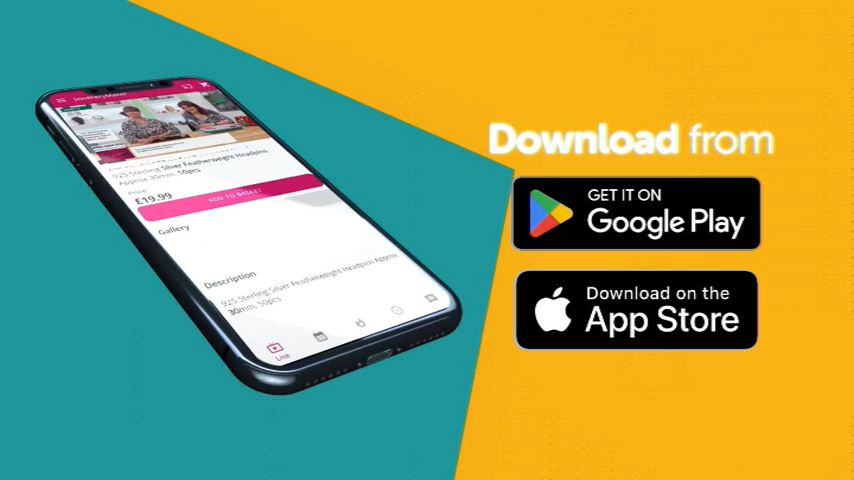 JewelleryMaker
925 Sterling Silver Featherweight Headpins
Approx 30mm, 50pcs
Price
£19.99
ADD TO BASKET
Gallery
Description
925 Sterling Silver Featherweight Headpins Approx
30mm, 50pcs
Live
Download from
GET IT ON
Google Play
Download on the
App Store